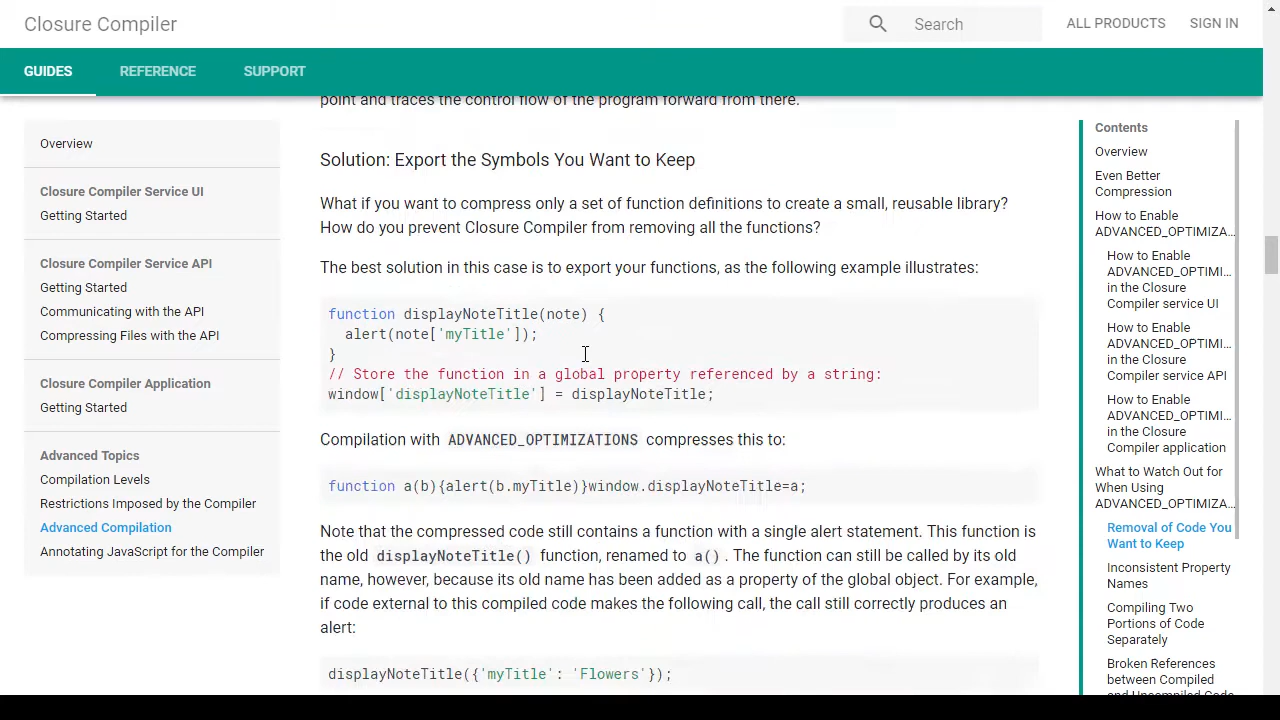 Closure Compiler
Search
ALL PRODUCTS
SIGN IN
GUIDES
REFERENCE
SUPPORT
Overview
Closure Compiler Service UI
Getting Started
Closure Compiler Service API
Getting Started
Communicating with the API
Compressing Files with the API
Closure Compiler Application
Getting Started
Advanced Topics
Compilation Levels
Restrictions Imposed by the Compiler
Advanced Compilation
Annotating JavaScript for the Compiler
point and traces the control flow of the program forward from there.
Solution: Export the Symbols You Want to Keep
What if you want to compress only a set of function definitions to create a small, reusable library?
How do you prevent Closure Compiler from removing all the functions?
The best solution in this case is to export your functions, as the following example illustrates:
function displayNoteTitle(note) {
  alert(note['myTitle']);
}
// Store the function in a global property referenced by a string:
window['displayNoteTitle'] = displayNoteTitle;
Compilation with ADVANCED_OPTIMIZATIONS compresses this to:
function a(b){alert(b.myTitle)}window.displayNoteTitle=a;
Note that the compressed code still contains a function with a single alert statement. This function is
the old displayNoteTitle() function, renamed to a(). The function can still be called by its old
name, however, because its old name has been added as a property of the global object. For example,
if code external to this compiled code makes the following call, the call still correctly produces an
alert:
displayNoteTitle({'myTitle': 'Flowers'});
Contents
Overview
Even Better
Compression
How to Enable
ADVANCED_OPTIMIZA...
How to Enable
ADVANCED_OPTIMI...
in the Closure
Compiler service UI
How to Enable
ADVANCED_OPTIMI...
in the Closure
Compiler service API
How to Enable
ADVANCED_OPTIMI...
in the Closure
Compiler application
What to Watch Out for
When Using
ADVANCED_OPTIMIZA...
Removal of Code You
Want to Keep
Inconsistent Property
Names
Compiling Two
Portions of Code
Separately
Broken References
between Compiled
and Uncompiled Code